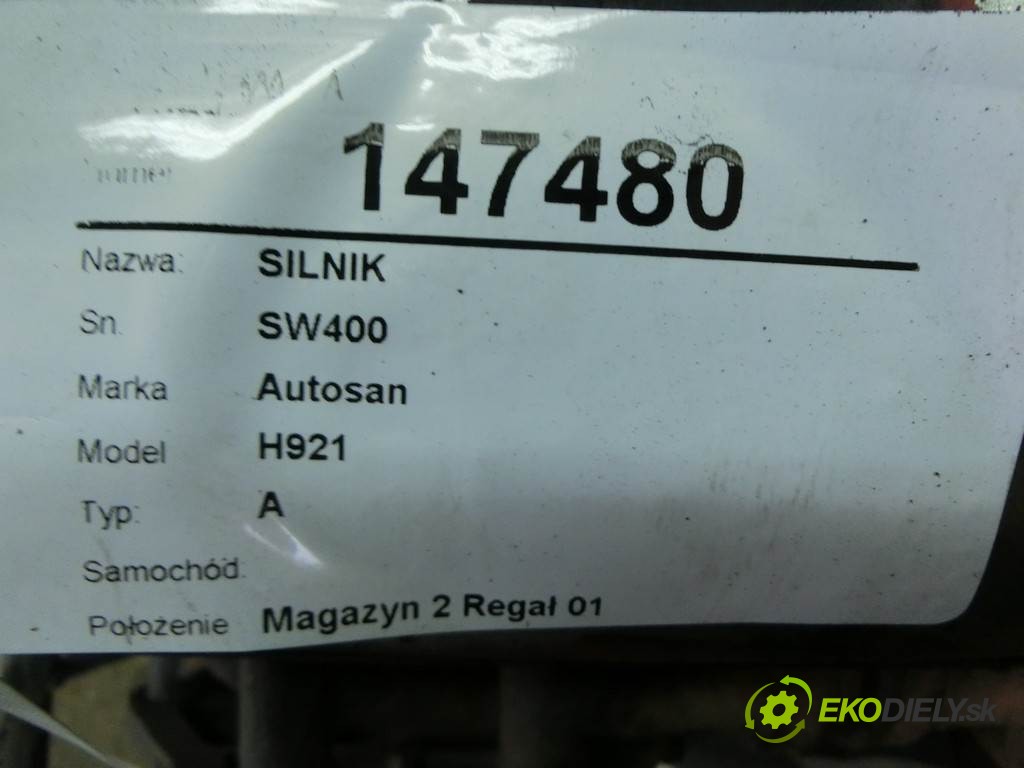 147480
Nazwa: SILNIK
Sn. SW400
Marka Autosan
Model H921
Typ: A
Samochód:
Położenie Magazyn 2 Regał 01
EKODIELY.sk